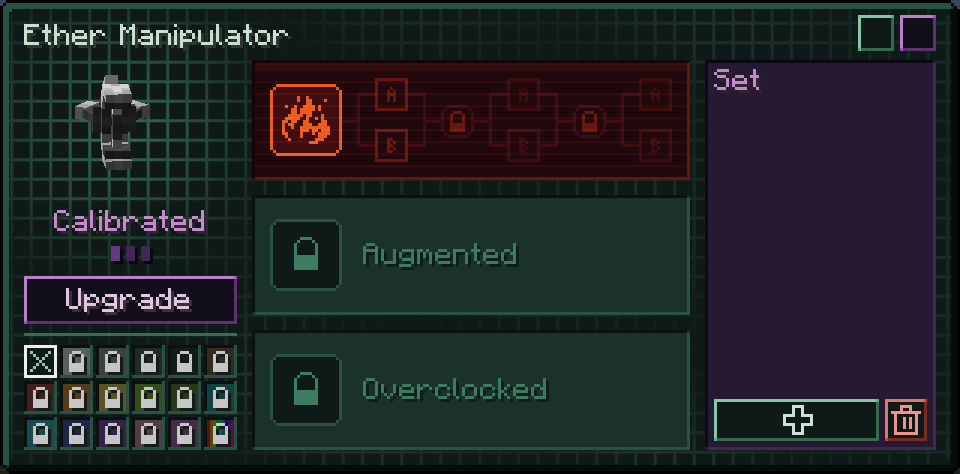 Ether Manipulator
Set
A A A
B B B
Calibrated
Augmented
Upgrade
Overclocked